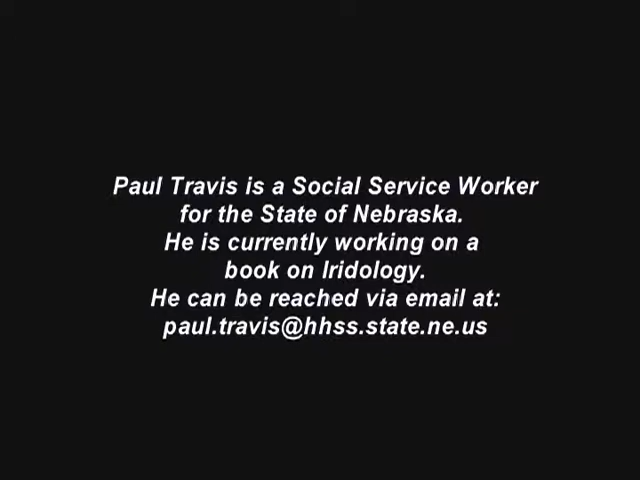 Paul Travis is a Social Service Worker
for the State of Nebraska.
He is currently working on a
book on Iridology.
He can be reached via email at:
paul.travis@hhss.state.ne.us